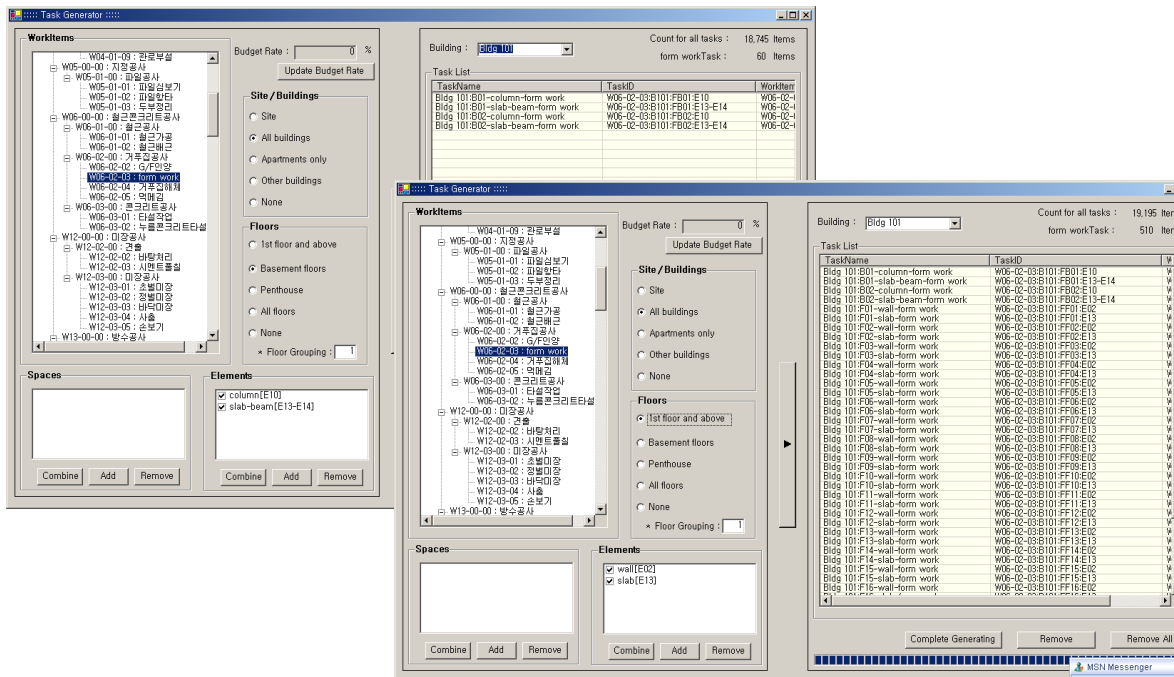 ::::: Task Generator :::::
WorkItems
W04-01-09 : 관로부설
W05-00-00 : 지정공사
W05-01-00 : 파일공사
W05-01-01 : 파일심보기
W05-01-02 : 파일항타
W05-01-03 : 두부정리
W06-00-00 : 철근콘크리트공사
W06-01-00 : 철근공사
W06-01-01 : 철근가공
W06-01-02 : 철근배근
W06-02-00 : 거푸집공사
W06-02-02 : G/F인양
W06-02-03 : form work
W06-02-04 : 거푸집해체
W06-02-05 : 먹메김
W06-03-00 : 콘크리트공사
W06-03-01 : 타설작업
W06-03-02 : 누름콘크리트타설
W12-00-00 : 미장공사
W12-02-00 : 견출
W12-02-02 : 바탕처리
W12-02-03 : 시멘트풀칠
W12-03-00 : 미장공사
W12-03-01 : 초벌미장
W12-03-02 : 정벌미장
W12-03-03 : 바닥미장
W12-03-04 : 사춤
W12-03-05 : 손보기
W13-00-00 : 방수공사
Budget Rate : 0 %
Update Budget Rate
Site/Buildings
Site
All buildings
Apartments only
Other buildings
None
Floors
1st floor and above
Basement floors
Penthouse
All floors
None
* Floor Grouping : 1
Spaces
Combine Add Remove
Elements
column[E10]
slab-beam[E13-E14]
Combine Add Remove
Building : Bldg 101
Count for all tasks : 18,745 Items
form workTask : 60 Items
Task List
TaskName TaskID WorkItem
Bldg 101:B01-column-form work W06-02-03:B101:FB01:E10 W06-02-
Bldg 101:B01-slab-beam-form work W06-02-03:B101:FB01:E13-E14 W06-02-
Bldg 101:B02-column-form work W06-02-03:B101:FB02:E10 W06-02-
Bldg 101:B02-slab-beam-form work W06-02-03:B101:FB02:E13-E14 W06-02-
::::: Task Generator :::::
WorkItems
W04-01-09 : 관로부설
W05-00-00 : 지정공사
W05-01-00 : 파일공사
W05-01-01 : 파일심보기
W05-01-02 : 파일항타
W05-01-03 : 두부정리
W06-00-00 : 철근콘크리트공사
W06-01-00 : 철근공사
W06-01-01 : 철근가공
W06-01-02 : 철근배근
W06-02-00 : 거푸집공사
W06-02-02 : G/F인양
W06-02-03 : form work
W06-02-04 : 거푸집해체
W06-02-05 : 먹메김
W06-03-00 : 콘크리트공사
W06-03-01 : 타설작업
W06-03-02 : 누름콘크리트타설
W12-00-00 : 미장공사
W12-02-00 : 견출
W12-02-02 : 바탕처리
W12-02-03 : 시멘트풀칠
W12-03-00 : 미장공사
W12-03-01 : 초벌미장
W12-03-02 : 정벌미장
W12-03-03 : 바닥미장
W12-03-04 : 사춤
W12-03-05 : 손보기
W13-00-00 : 방수공사
Budget Rate : 0 %
Update Budget Rate
Site/Buildings
Site
All buildings
Apartments only
Other buildings
None
Floors
1st floor and above
Basement floors
Penthouse
All floors
None
* Floor Grouping : 1
Spaces
Combine Add Remove
Elements
wall[E02]
slab[E13]
Combine Add Remove
Building : Bldg 101
Count for all tasks : 19,195 Iter
form workTask : 510 Iter
Task List
TaskName TaskID W
Bldg 101:B01-column-form work W06-02-03:B101:FB01:E10
Bldg 101:B01-slab-beam-form work W06-02-03:B101:FB01:E13-E14
Bldg 101:B02-column-form work W06-02-03:B101:FB02:E10
Bldg 101:B02-slab-beam-form work W06-02-03:B101:FB02:E13-E14
Bldg 101:F01-wall-form work W06-02-03:B101:FF01:E02
Bldg 101:F01-slab-form work W06-02-03:B101:FF01:E13
Bldg 101:F02-wall-form work W06-02-03:B101:FF02:E02
Bldg 101:F02-slab-form work W06-02-03:B101:FF02:E13
Bldg 101:F03-wall-form work W06-02-03:B101:FF03:E02
Bldg 101:F03-slab-form work W06-02-03:B101:FF03:E13
Bldg 101:F04-wall-form work W06-02-03:B101:FF04:E02
Bldg 101:F04-slab-form work W06-02-03:B101:FF04:E13
Bldg 101:F05-wall-form work W06-02-03:B101:FF05:E02
Bldg 101:F05-slab-form work W06-02-03:B101:FF05:E13
Bldg 101:F06-wall-form work W06-02-03:B101:FF06:E02
Bldg 101:F06-slab-form work W06-02-03:B101:FF06:E13
Bldg 101:F07-wall-form work W06-02-03:B101:FF07:E02
Bldg 101:F07-slab-form work W06-02-03:B101:FF07:E13
Bldg 101:F08-wall-form work W06-02-03:B101:FF08:E02
Bldg 101:F08-slab-form work W06-02-03:B101:FF08:E13
Bldg 101:F09-wall-form work W06-02-03:B101:FF09:E02
Bldg 101:F09-slab-form work W06-02-03:B101:FF09:E13
Bldg 101:F10-wall-form work W06-02-03:B101:FF10:E02
Bldg 101:F10-slab-form work W06-02-03:B101:FF10:E13
Bldg 101:F11-wall-form work W06-02-03:B101:FF11:E02
Bldg 101:F11-slab-form work W06-02-03:B101:FF11:E13
Bldg 101:F12-wall-form work W06-02-03:B101:FF12:E02
Bldg 101:F12-slab-form work W06-02-03:B101:FF12:E13
Bldg 101:F13-wall-form work W06-02-03:B101:FF13:E02
Bldg 101:F13-slab-form work W06-02-03:B101:FF13:E13
Bldg 101:F14-wall-form work W06-02-03:B101:FF14:E02
Bldg 101:F14-slab-form work W06-02-03:B101:FF14:E13
Bldg 101:F15-wall-form work W06-02-03:B101:FF15:E02
Bldg 101:F15-slab-form work W06-02-03:B101:FF15:E13
Bldg 101:F16-wall-form work W06-02-03:B101:FF16:E02
Complete Generating Remove Remove All
MSN Messenger